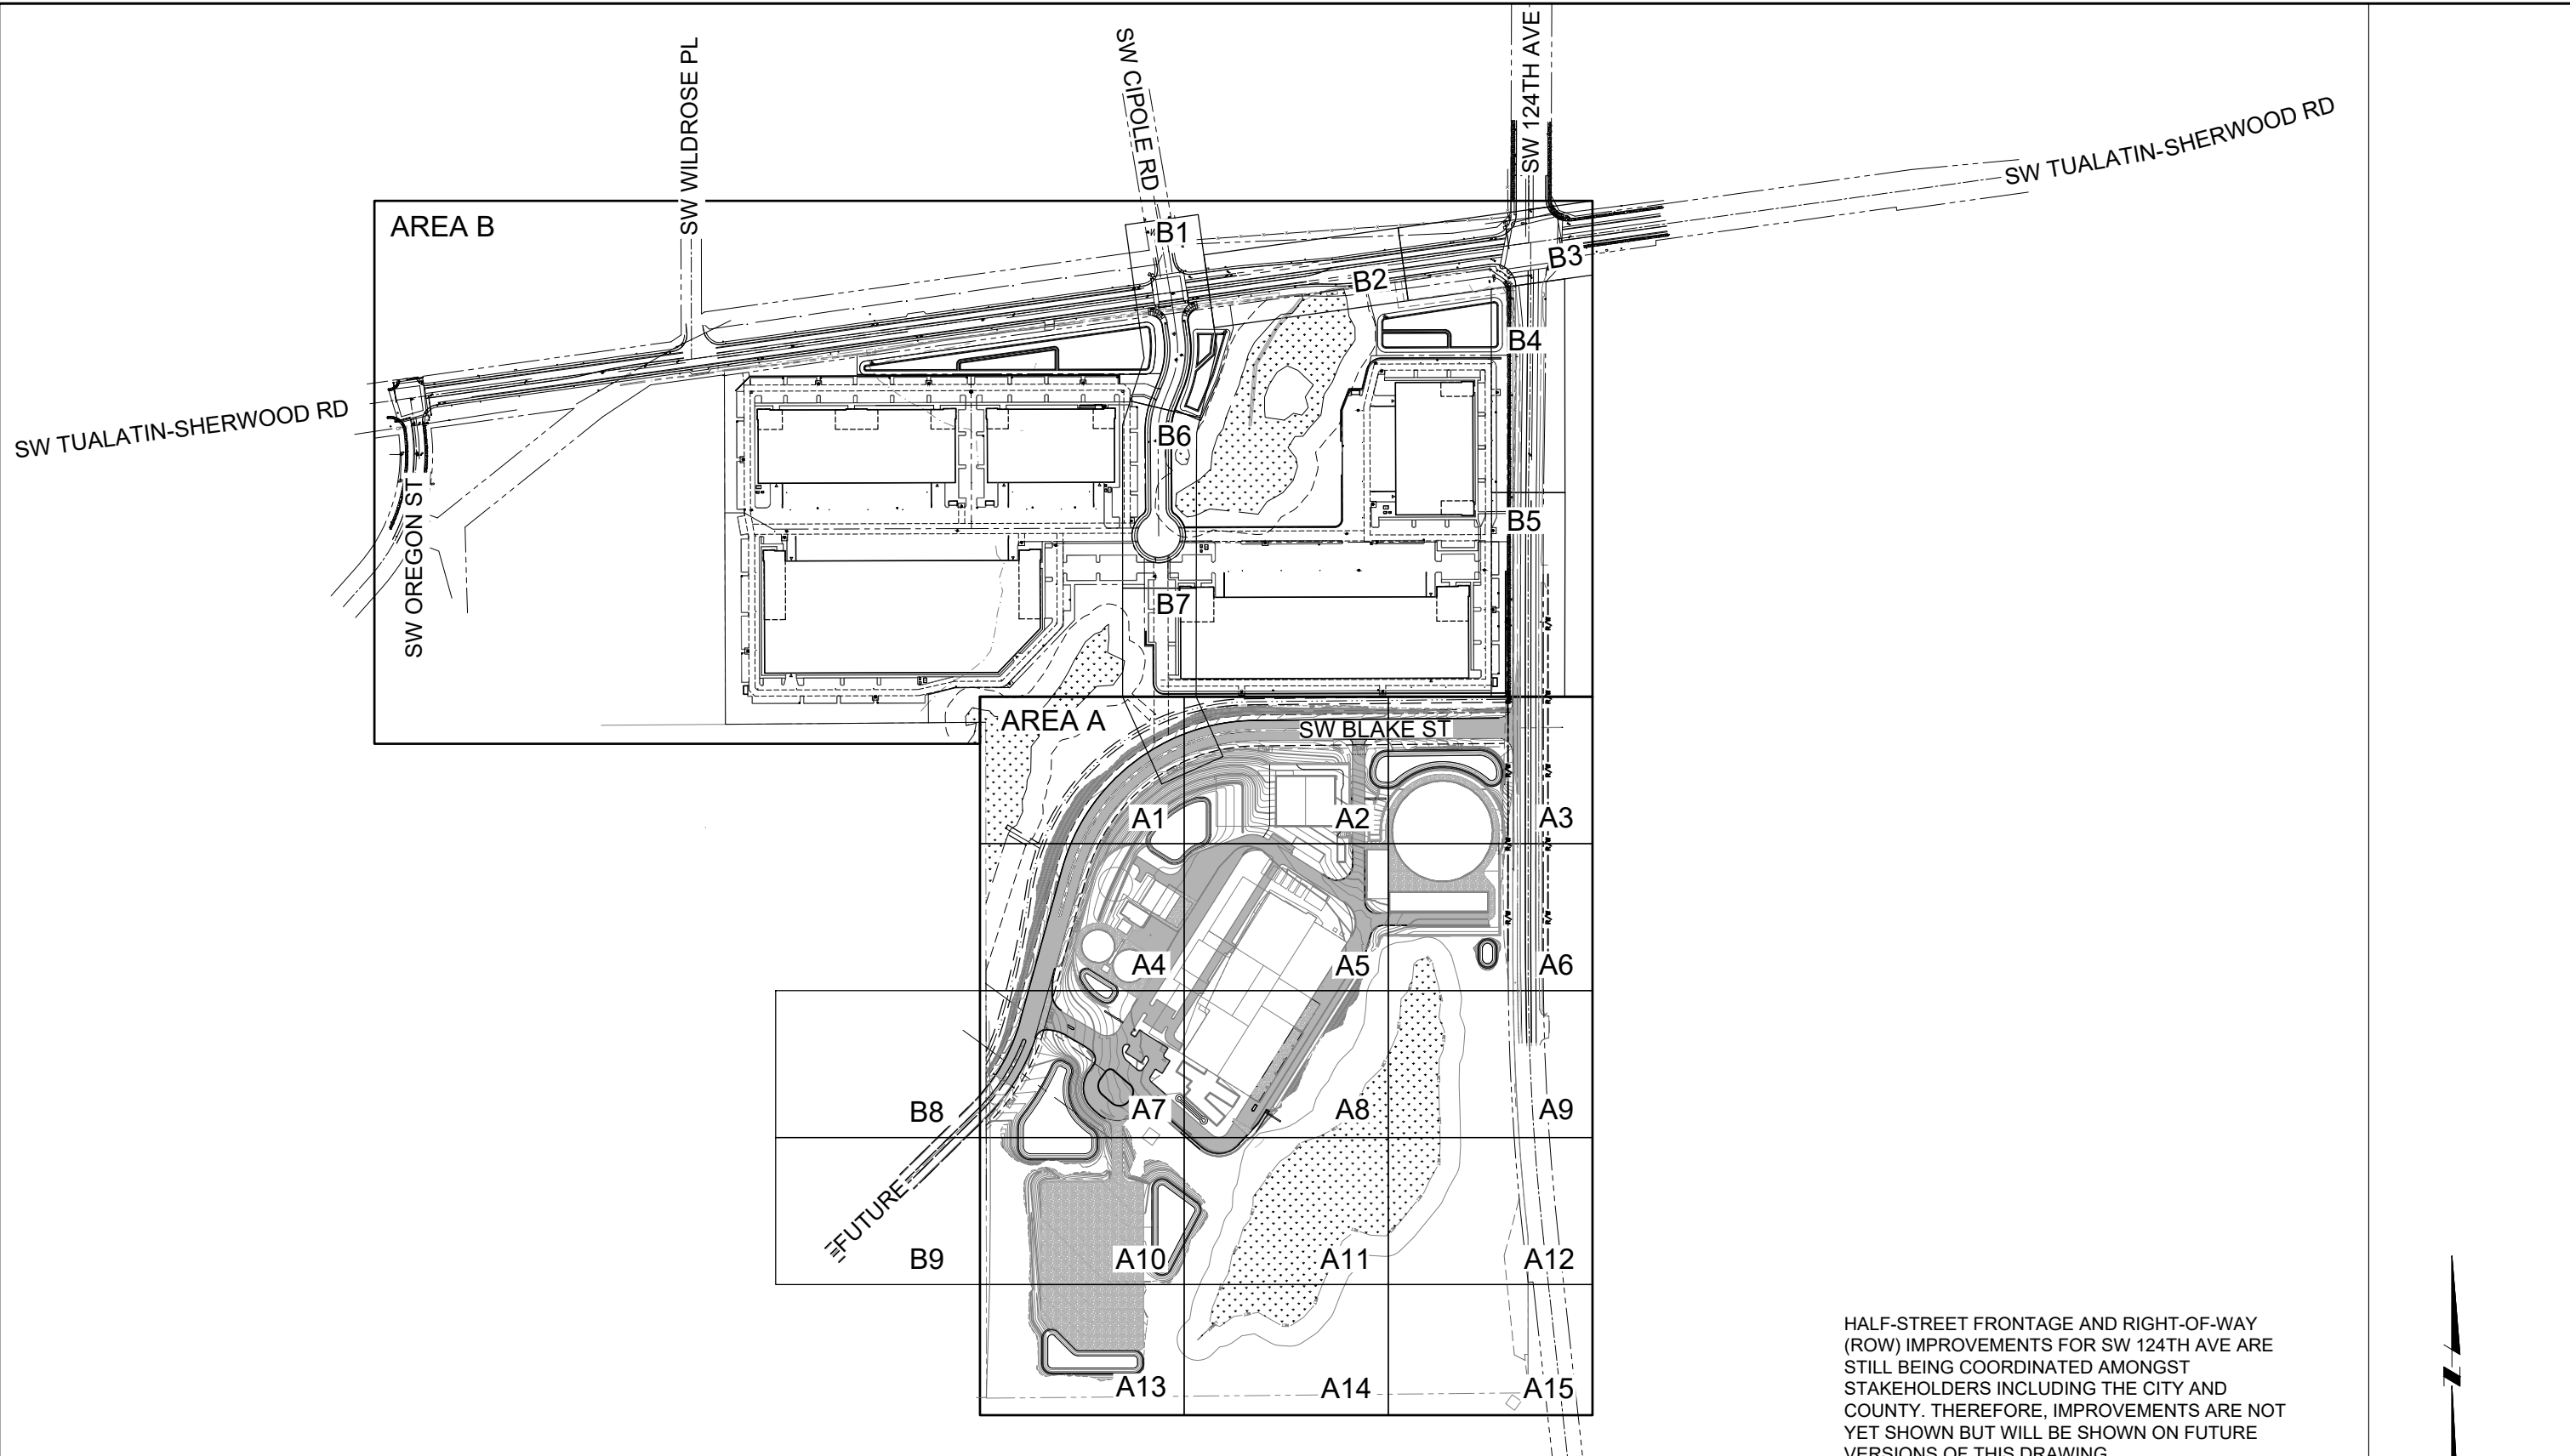 SW WILDROSE PL
SW CIPOLE RD
SW 124TH AVE
SW TUALATIN-SHERWOOD RD
AREA B
B1
B2
B3
B4
SW TUALATIN-SHERWOOD RD
B6
SW OREGON ST
B5
B7
R/W
R/W
AREA A
SW BLAKE ST
R/W
R/W
A1
A2
A3
R/W
R/W
R/W
R/W
A4
A5
A6
B8
A7
A8
A9
FUTURE
B9
A10
A11
A12
A13
A14
A15
HALF-STREET FRONTAGE AND RIGHT-OF-WAY
(ROW) IMPROVEMENTS FOR SW 124TH AVE ARE
STILL BEING COORDINATED AMONGST
STAKEHOLDERS INCLUDING THE CITY AND
COUNTY. THEREFORE, IMPROVEMENTS ARE NOT
YET SHOWN BUT WILL BE SHOWN ON FUTURE
VERSIONS OF THIS DRAWING
N